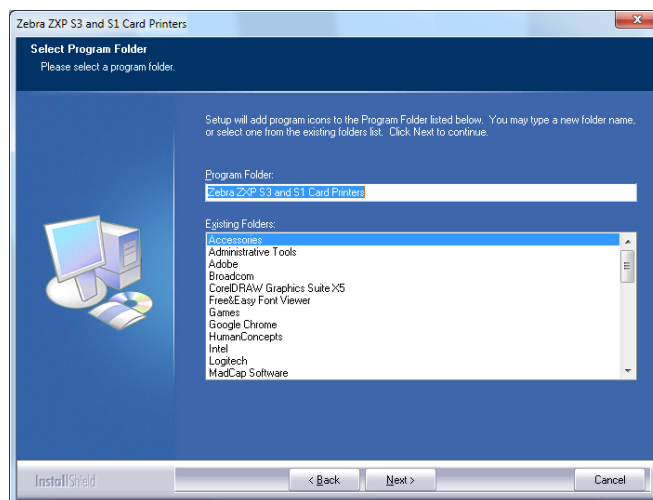 Zebra ZXP S3 and S1 Card Printers
Select Program Folder
Please select a program folder.
Setup will add program icons to the Program Folder listed below. You may type a new folder name,
or select one from the existing folders list. Click Next to continue.
Program Folder:
Zebra ZXP S3 and S1 Card Printers
Existing Folders:
Accessories
Administrative Tools
Adobe
Broadcom
CorelDRAW Graphics Suite X5
Free&Easy Font Viewer
Games
Google Chrome
HumanConcepts
Intel
Logitech
MadCap Software
InstallShield
< Back
Next >
Cancel